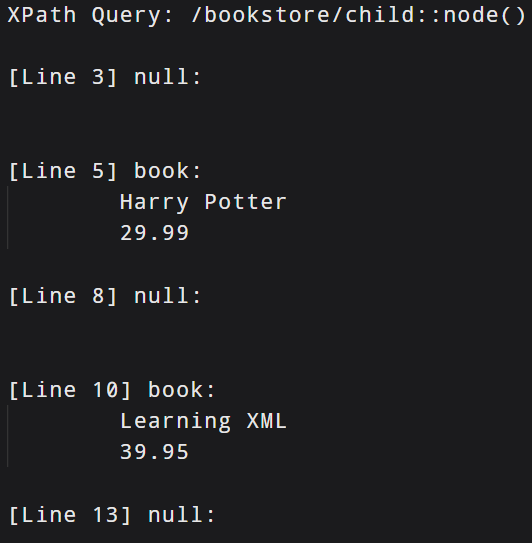 XPath Query: /bookstore/child::node()
[Line 3] null:
[Line 5] book:
Harry Potter
29.99
[Line 8] null:
[Line 10] book:
Learning XML
39.95
[Line 13] null: